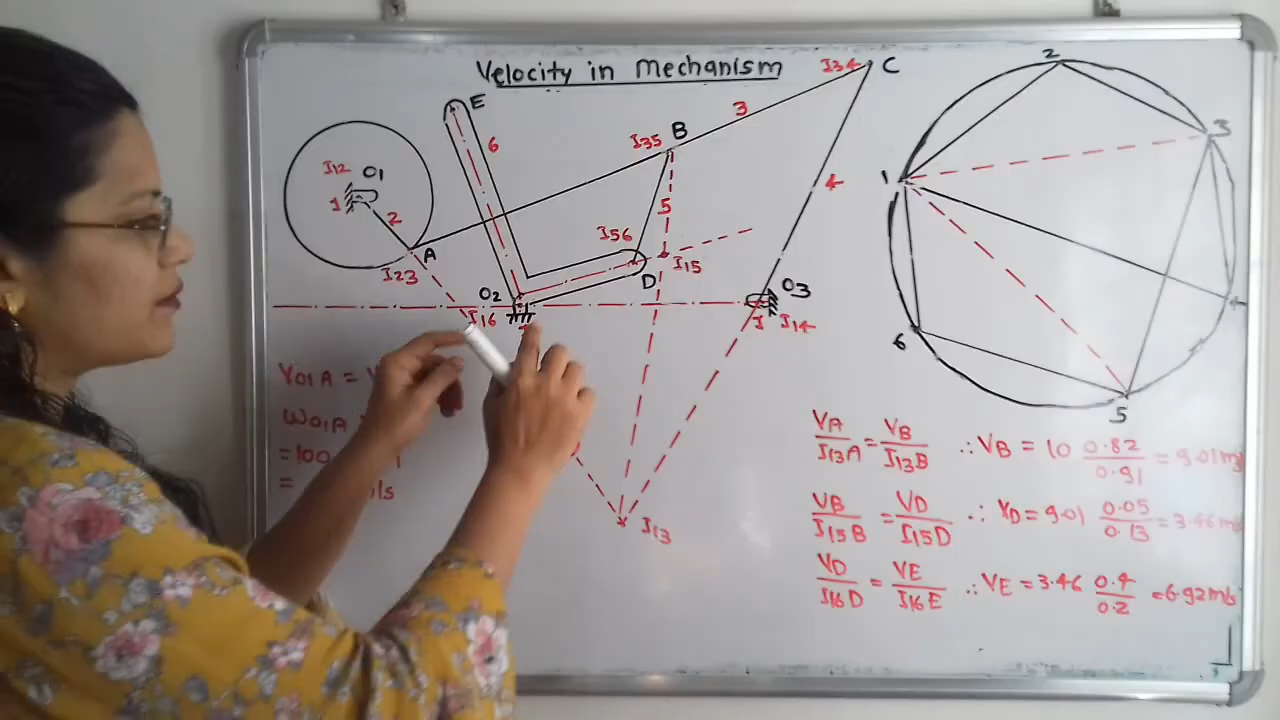 Velocity in Mechanism
I34 C
3
B
I35
E
6
I12 O1
1
2
A
I23
4
5
I56
D
I15
O2
I16
O3
I I14
I13
VO1A =
WO1A
=100
=
2
3
1
4
6
5
VA/I13A = VB/I13B ∴ VB = 10 0.82/0.91 = 9.01m/s
VB/I15B = VD/I15D ∴ VD = 9.01 0.05/0.13 = 3.46 m/s
VD/I16D = VE/I16E ∴ VE = 3.46 0.4/0.2 = 6.92m/s